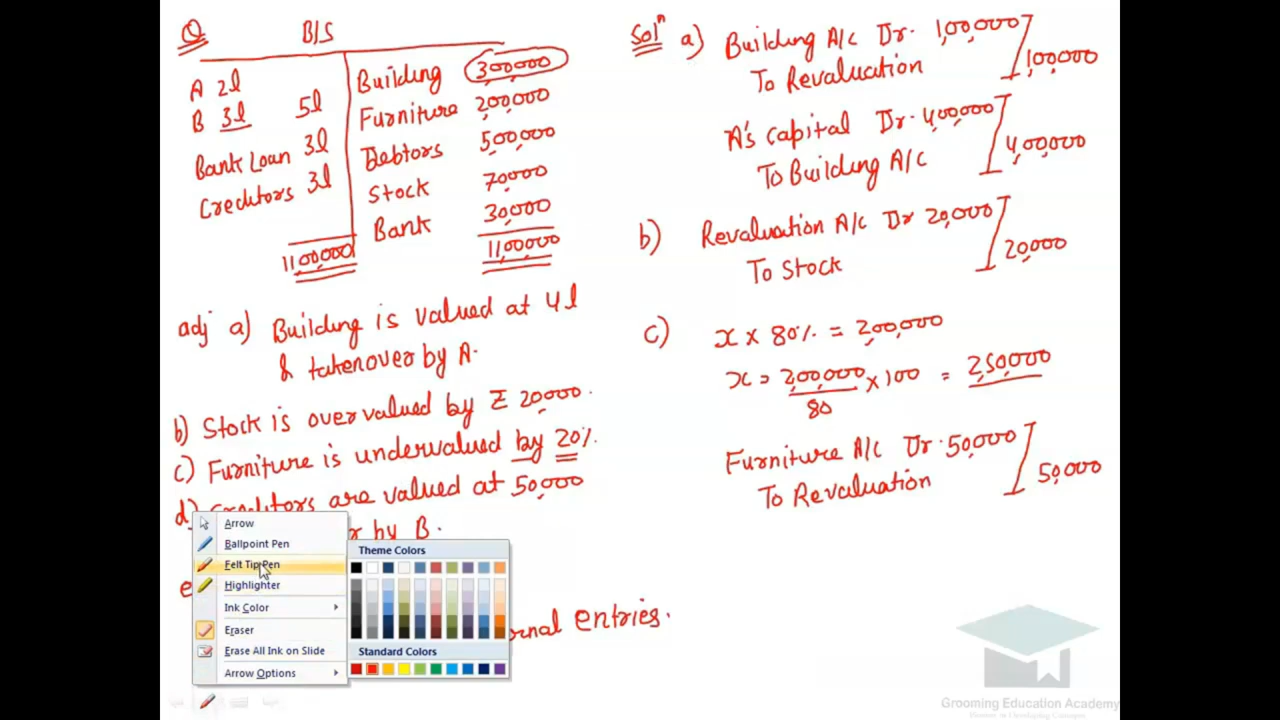 Q B/S
A 2l
B 3l 5l
Bank Loan 3l
Creditors 3l
11,00,000
Building 3,00,000
Furniture 2,00,000
Debtors 5,00,000
Stock 70,000
Bank 30,000
11,00,000
adj a) Building is valued at 4l
& takenover by A.
b) Stock is overvalued by ₹ 20,000.
c) Furniture is undervalued by 20%.
d) Creditors are valued at 50,000
by B.
e
entries.
Solⁿ a) Building A/c Dr. 1,00,000
To Revaluation 1,00,000
A's Capital Dr. 4,00,000
To Building A/c 4,00,000
b) Revaluation A/c Dr 20,000
To Stock 20,000
c) x × 80% = 2,00,000
x = 2,00,000 × 100 = 2,50,000
80
Furniture A/c Dr. 50,000
To Revaluation 50,000
Arrow
Ballpoint Pen
Felt Tip Pen
Highlighter
Ink Color
Eraser
Erase All Ink on Slide
Arrow Options
Theme Colors
Standard Colors
Grooming Education Academy